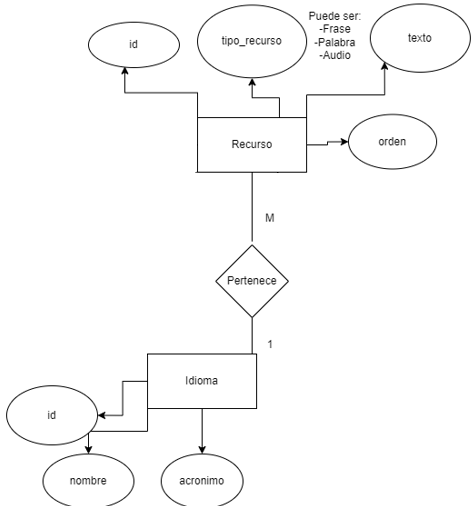 Puede ser:
-Frase
-Palabra
-Audio
id
tipo_recurso
texto
Recurso
orden
M
Pertenece
1
Idioma
id
nombre
acronimo